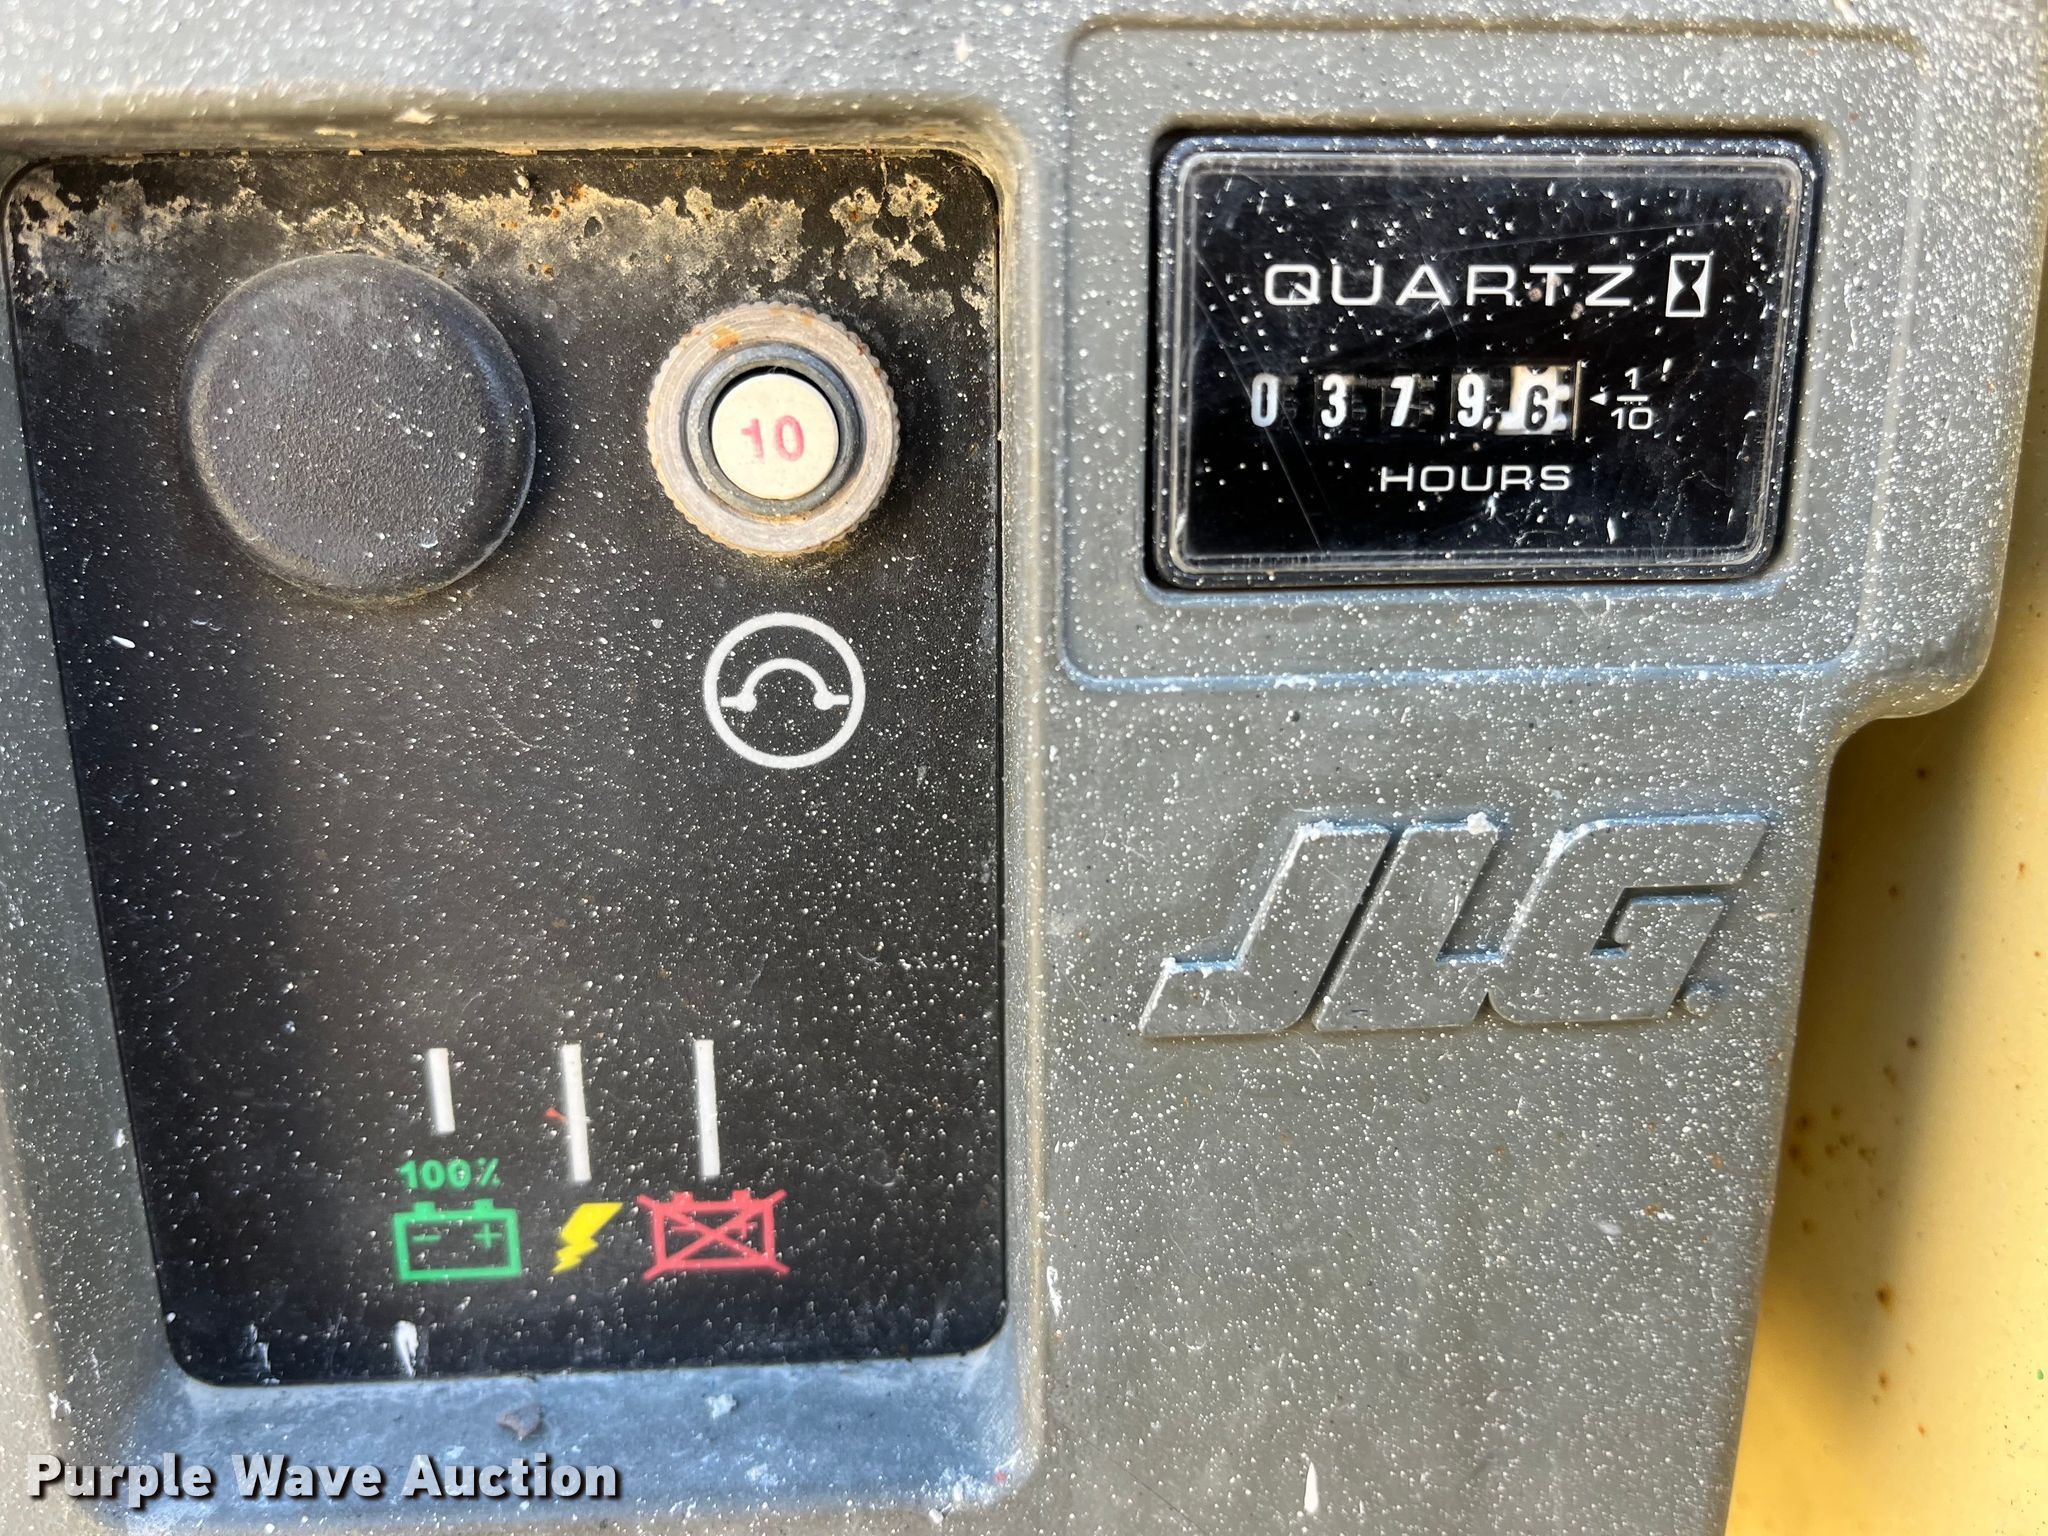 QUARTZ
0 3 7 9 6 1/10
HOURS
10
JLG
100%
Purple Wave Auction